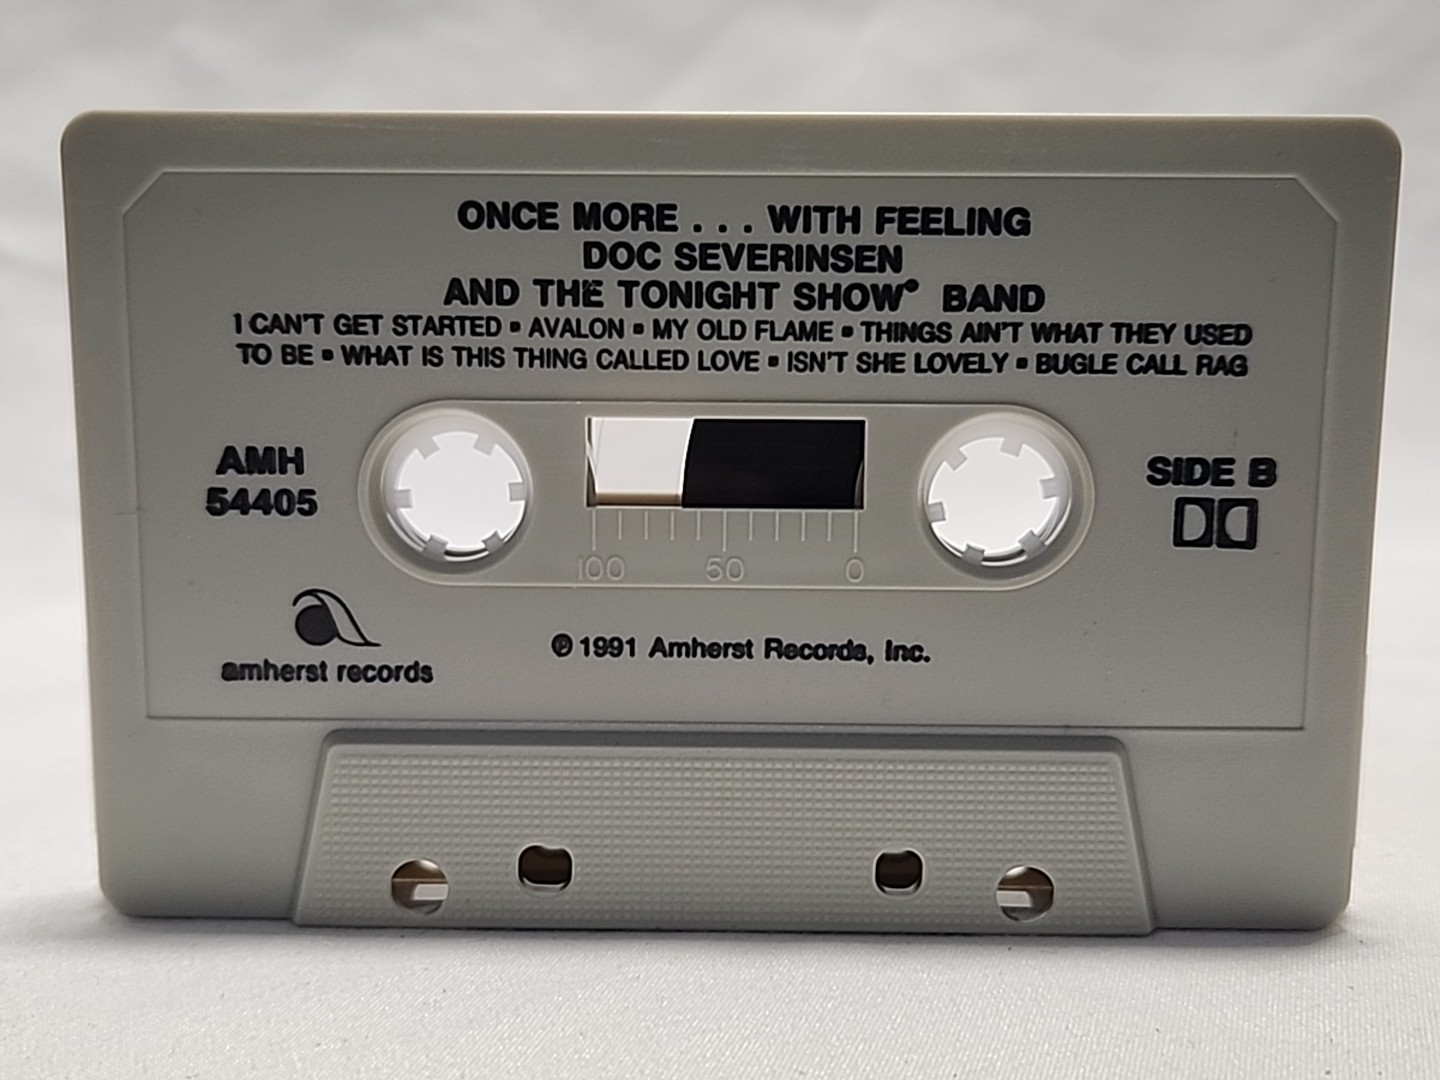 ONCE MORE . . . WITH FEELING
DOC SEVERINSEN
AND THE TONIGHT SHOW® BAND
I CAN'T GET STARTED ▪ AVALON ▪ MY OLD FLAME ▪ THINGS AIN'T WHAT THEY USED
TO BE ▪ WHAT IS THIS THING CALLED LOVE ▪ ISN'T SHE LOVELY ▪ BUGLE CALL RAG
AMH
54405
SIDE B
100 50 0
amherst records
℗ 1991 Amherst Records, Inc.